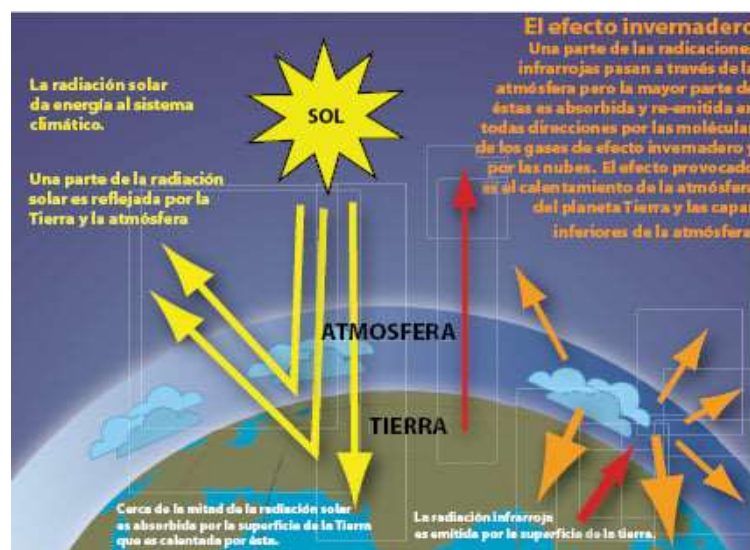 El efecto invernadero
Una parte de las radicaciones
infrarrojas pasan a través de la
atmósfera pero la mayor parte de
éstas es absorbida y re-emitida en
todas direcciones por las molécula
de los gases de efecto invernadero y
por las nubes. El efecto provocado
es el calentamiento de la atmósfera
del planeta Tierra y las capa
inferiores de la atmósfera
La radiación solar
da energía al sistema
climático.
SOL
Una parte de la radiación
solar es reflejada por la
Tierra y la atmósfera
ATMOSFERA
TIERRA
Cerca de la mitad de la radiación solar
es absorbida por la superficie de la Tierra
que es calentada por ésta.
La radiación infrarroja
es emitida por la superficie de la tierra.